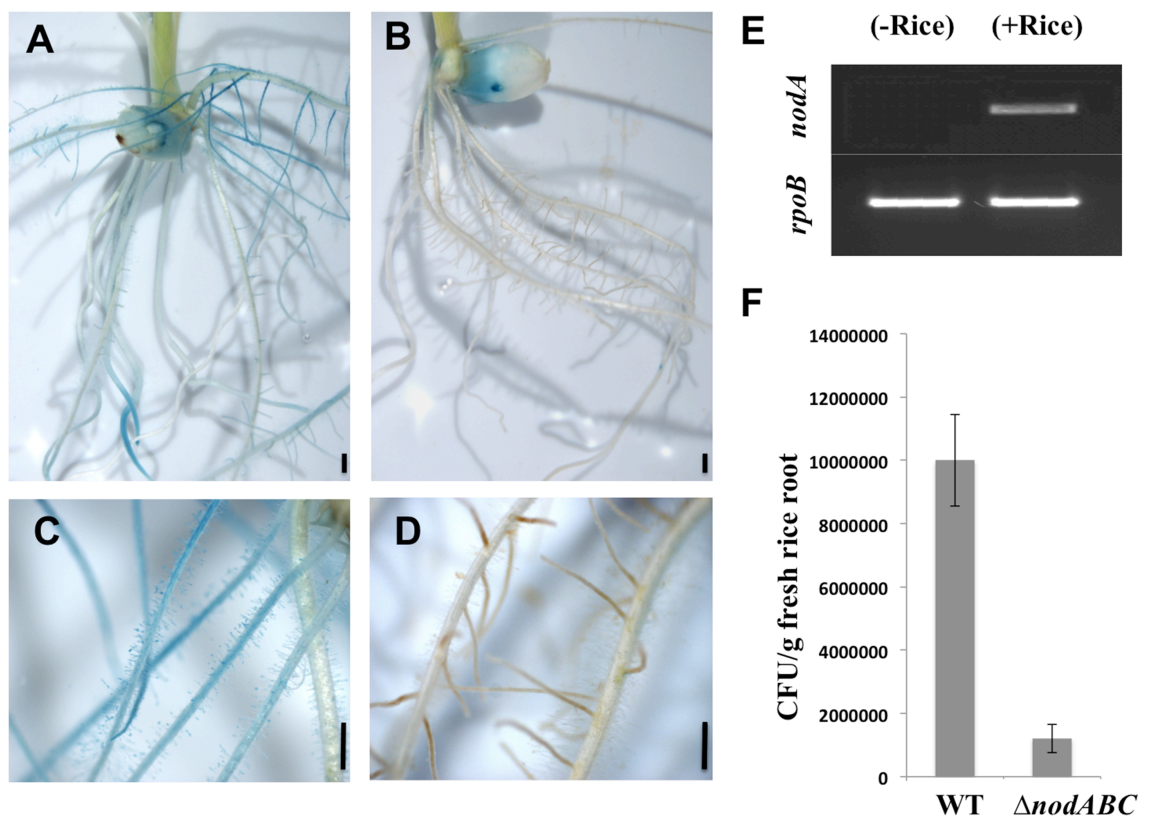 A
B
C
D
E
(-Rice) (+Rice)
nodA
rpoB
F
CFU/g fresh rice root
14000000
12000000
10000000
8000000
6000000
4000000
2000000
0
WT ΔnodABC